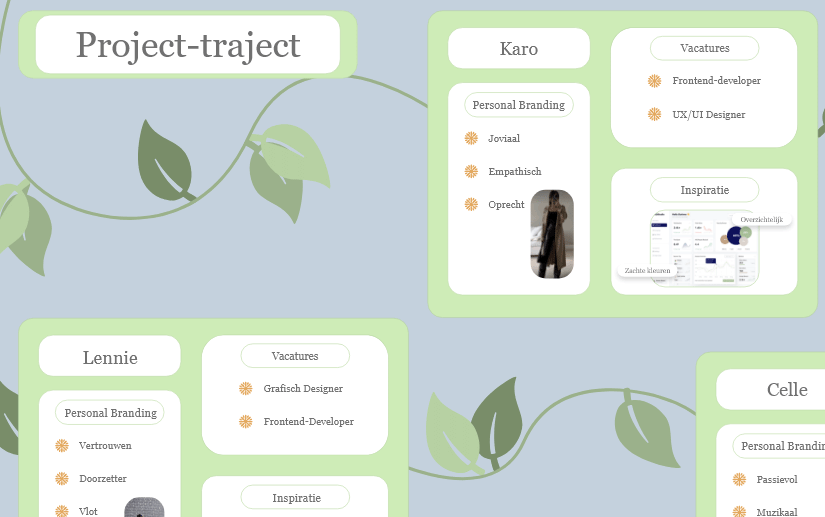 Project-traject
Karo
Personal Branding
Joviaal
Empathisch
Oprecht
Vacatures
Frontend-developer
UX/UI Designer
Inspiratie
Overzichtelijk
Zachte kleuren
Lennie
Personal Branding
Vertrouwen
Doorzetter
Vlot
Vacatures
Grafisch Designer
Frontend-Developer
Inspiratie
Celle
Personal Brandin
Passievol
Muzikaal